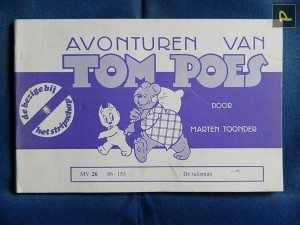 AVONTUREN VAN
TOM POES
de bezige bij
het stripschap
DOOR
MARTEN TOONDER
MV 26 86-155 De talisman